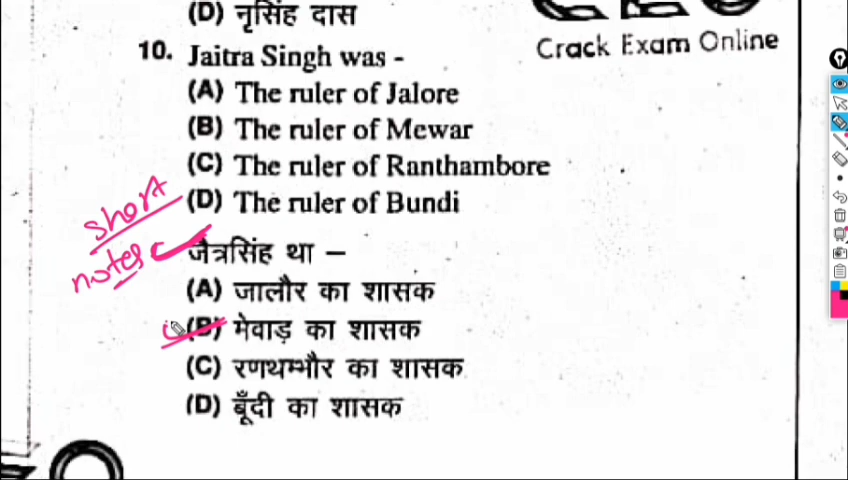 (D) नृसिंह दास
Crack Exam Online
10. Jaitra Singh was -
(A) The ruler of Jalore
(B) The ruler of Mewar
(C) The ruler of Ranthambore
(D) The ruler of Bundi
short
notes
जैत्रसिंह था –
(A) जालौर का शासक
(B) मेवाड़ का शासक
(C) रणथम्भौर का शासक
(D) बूँदी का शासक